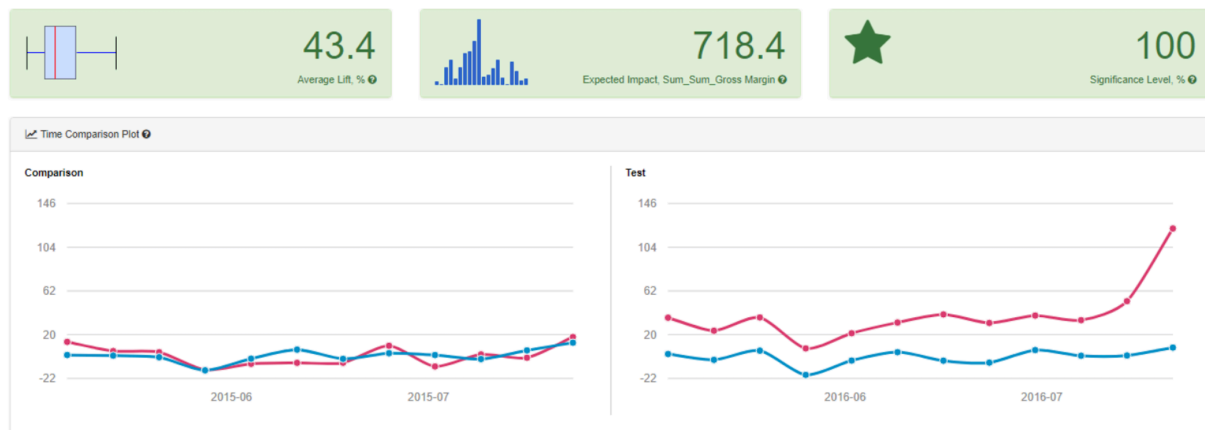 43.4
Average Lift, %
718.4
Expected Impact, Sum_Sum_Gross Margin
100
Significance Level, %
Time Comparison Plot
Comparison
146
104
62
20
-22
2015-06
2015-07
Test
146
104
62
20
-22
2016-06
2016-07